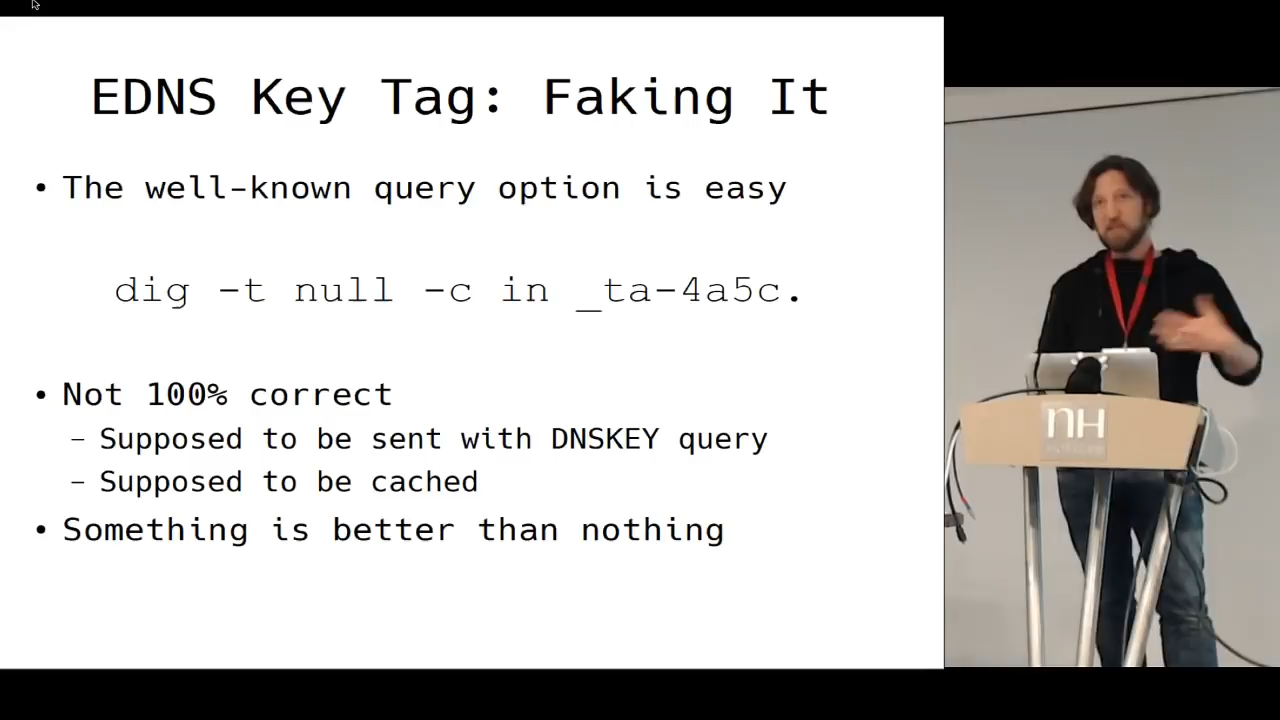 EDNS Key Tag: Faking It
• The well-known query option is easy
dig -t null -c in _ta-4a5c.
• Not 100% correct
– Supposed to be sent with DNSKEY query
– Supposed to be cached
• Something is better than nothing
nH